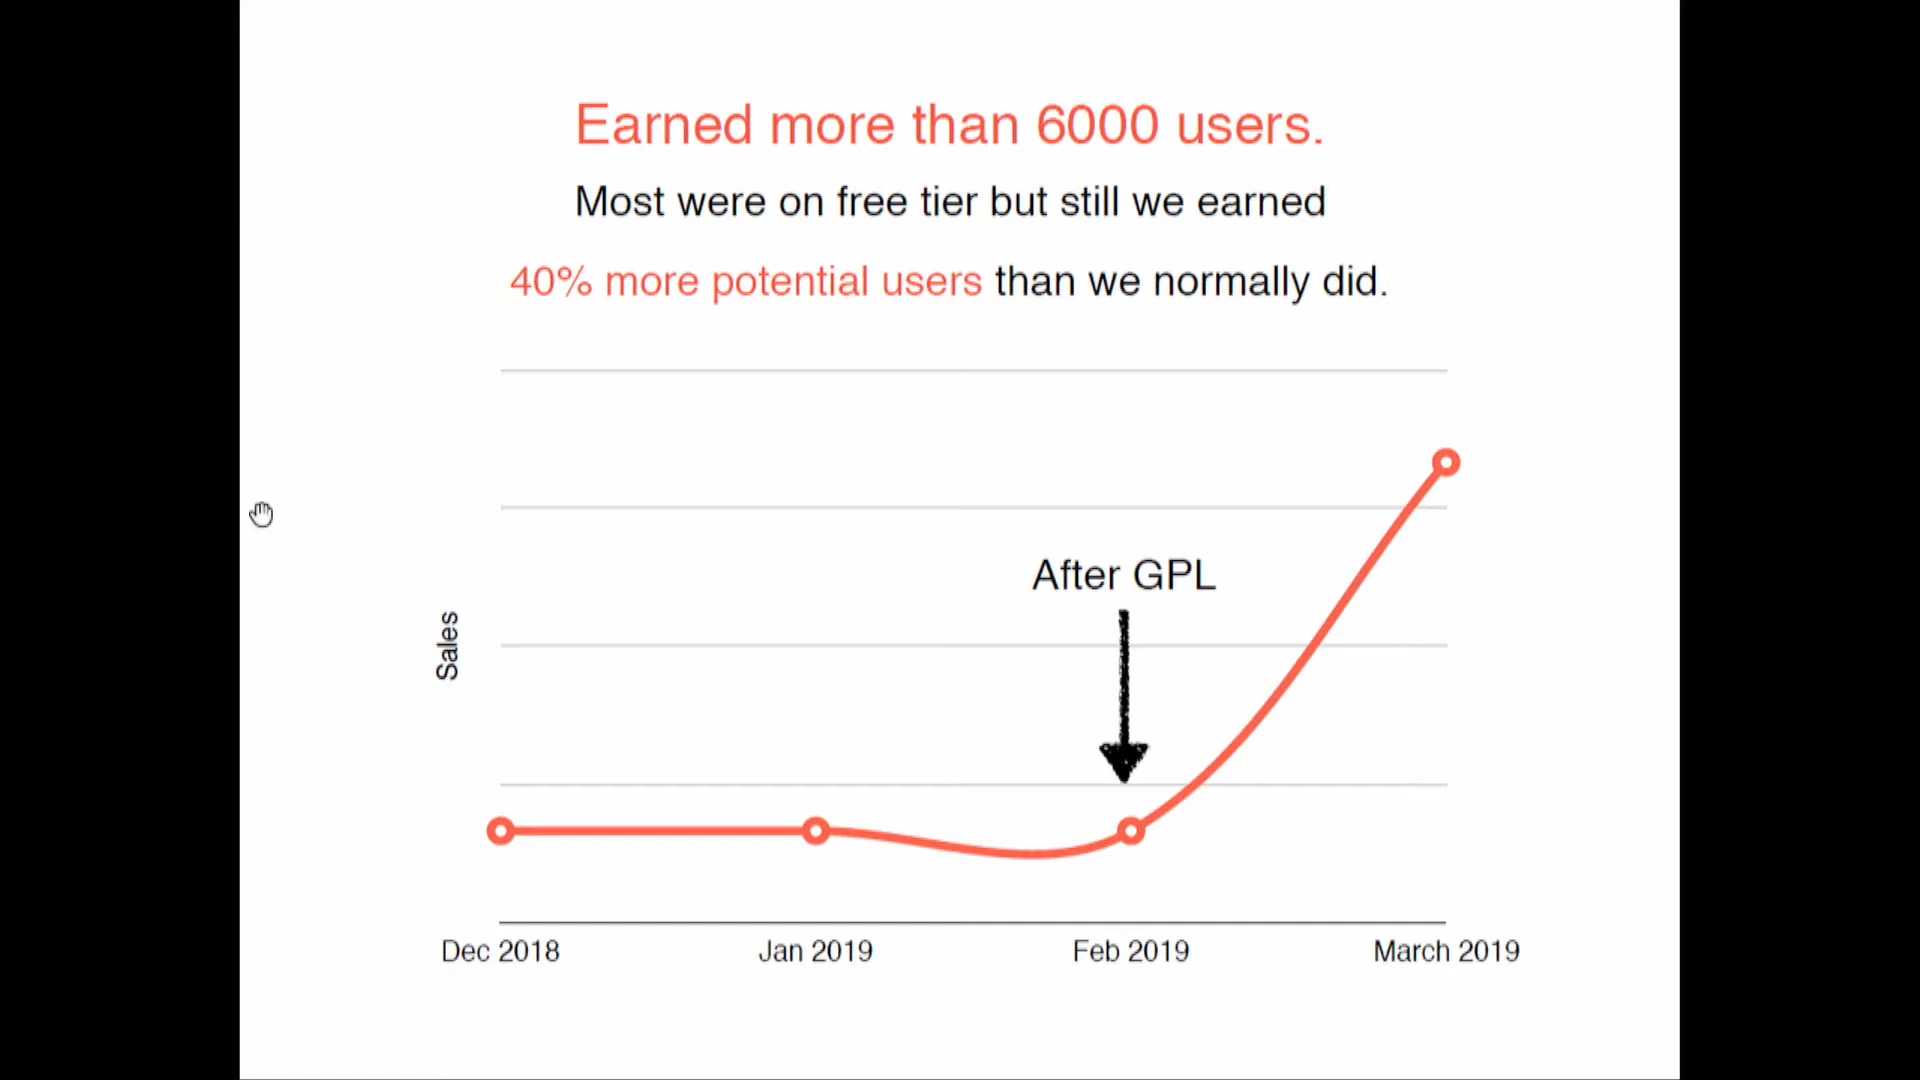 Earned more than 6000 users.
Most were on free tier but still we earned
40% more potential users than we normally did.
After GPL
Sales
Dec 2018
Jan 2019
Feb 2019
March 2019